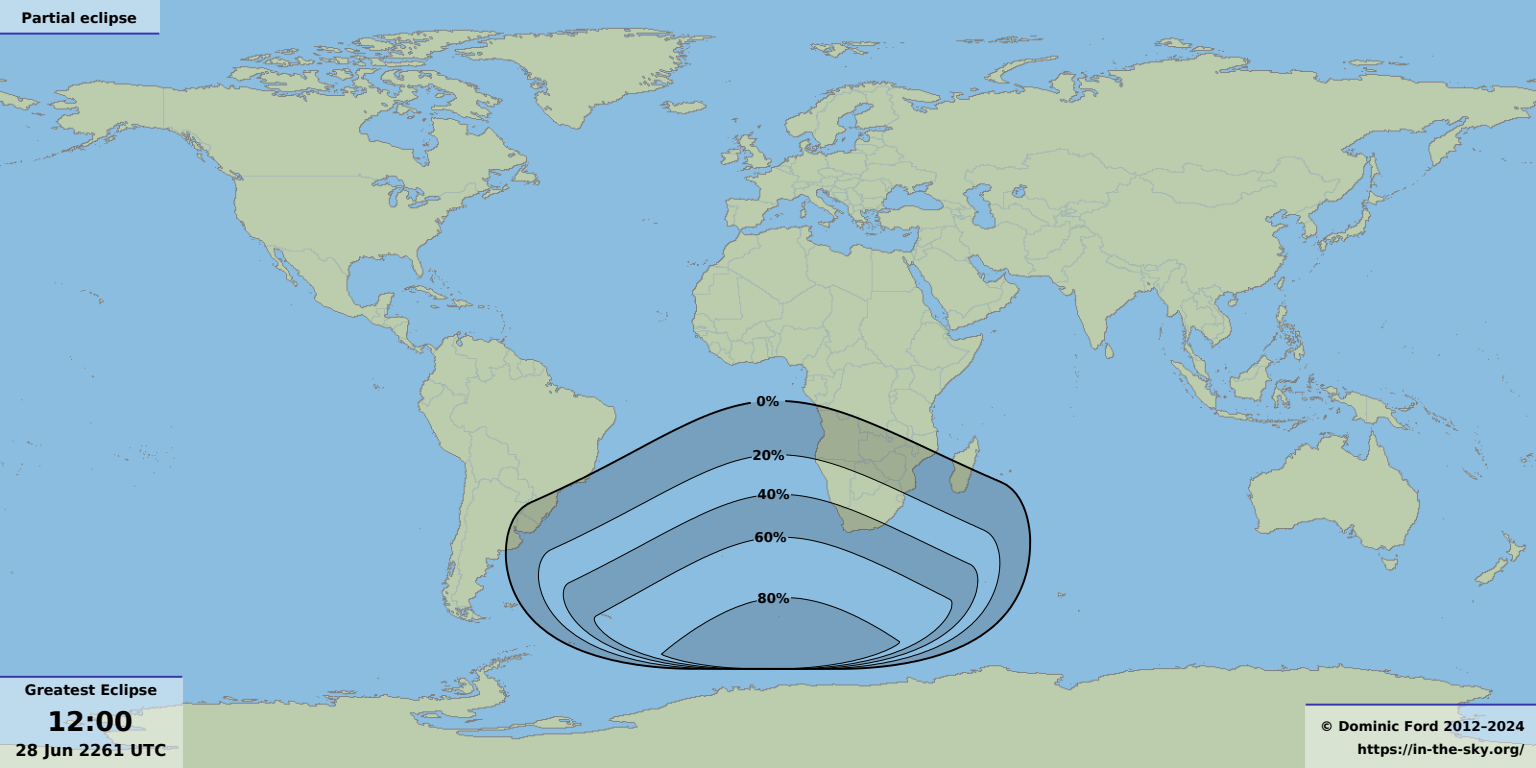 Partial eclipse
0%
20%
40%
60%
80%
Greatest Eclipse
12:00
28 Jun 2261 UTC
© Dominic Ford 2012–2024
https://in-the-sky.org/